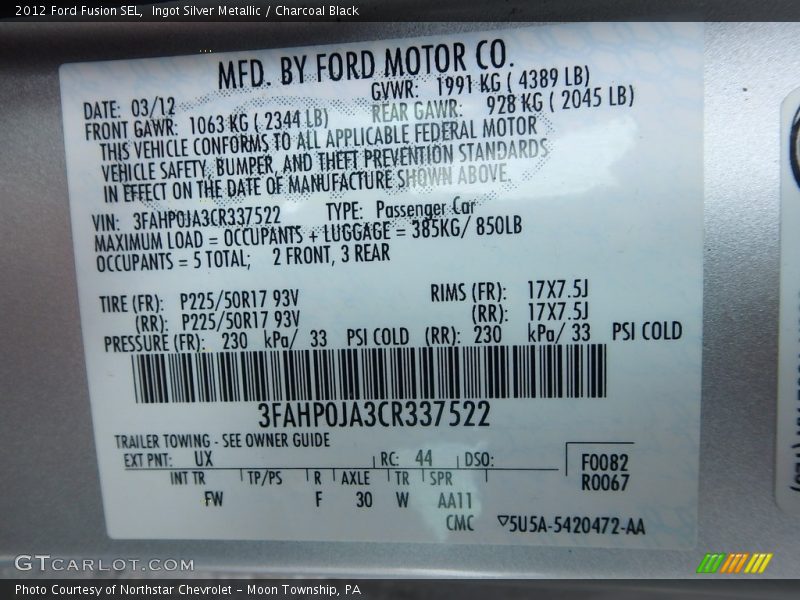 2012 Ford Fusion SEL,  Ingot Silver Metallic / Charcoal Black
MFD. BY FORD MOTOR CO.
DATE: 03/12 GVWR: 1991 KG ( 4389 LB)
FRONT GAWR: 1063 KG ( 2344 LB) REAR GAWR: 928 KG ( 2045 LB)
THIS VEHICLE CONFORMS TO ALL APPLICABLE FEDERAL MOTOR
VEHICLE SAFETY, BUMPER, AND THEFT PREVENTION STANDARDS
IN EFFECT ON THE DATE OF MANUFACTURE SHOWN ABOVE.
VIN: 3FAHP0JA3CR337522 TYPE: Passenger Car
MAXIMUM LOAD = OCCUPANTS + LUGGAGE = 385KG/ 850LB
OCCUPANTS = 5 TOTAL; 2 FRONT, 3 REAR
TIRE (FR): P225/50R17 93V RIMS (FR): 17X7.5J
(RR): P225/50R17 93V (RR): 17X7.5J
PRESSURE (FR): 230 kPa/ 33 PSI COLD (RR): 230 kPa/ 33 PSI COLD
3FAHP0JA3CR337522
TRAILER TOWING - SEE OWNER GUIDE
EXT PNT: UX RC: 44 DSO: F0082
INT TR TP/PS R AXLE TR SPR R0067
FW F 30 W AA11
CMC ▽5U5A-5420472-AA
GTCarLot.com
Photo Courtesy of Northstar Chevrolet – Moon Township, PA